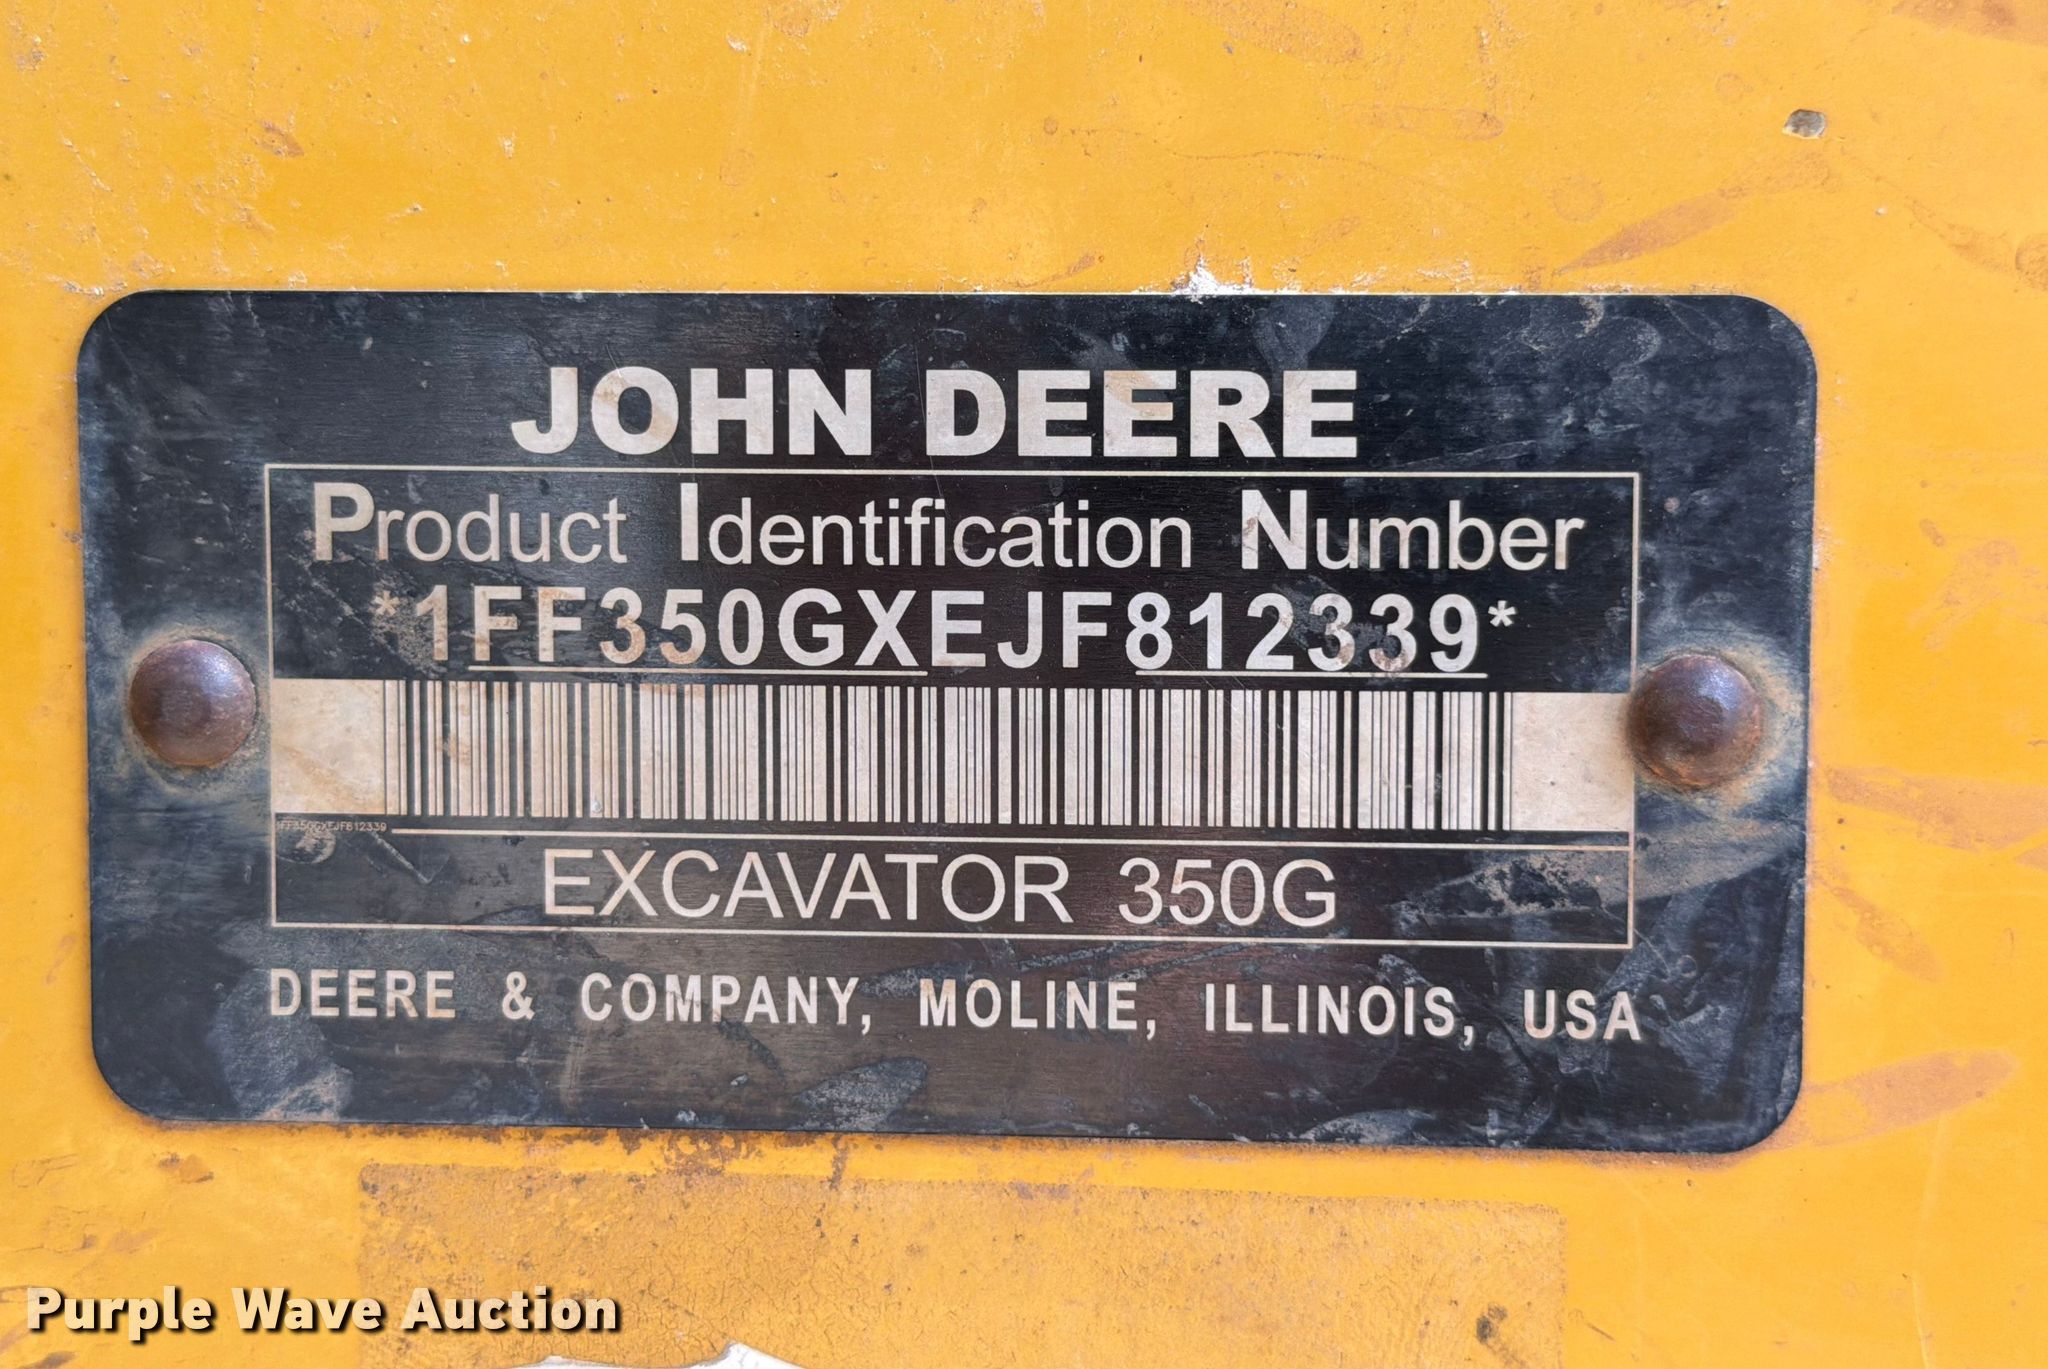 JOHN DEERE
Product Identification Number
*1FF350GXEJF812339*
1FF350GXEJF812339
EXCAVATOR 350G
DEERE & COMPANY, MOLINE, ILLINOIS, USA
Purple Wave Auction